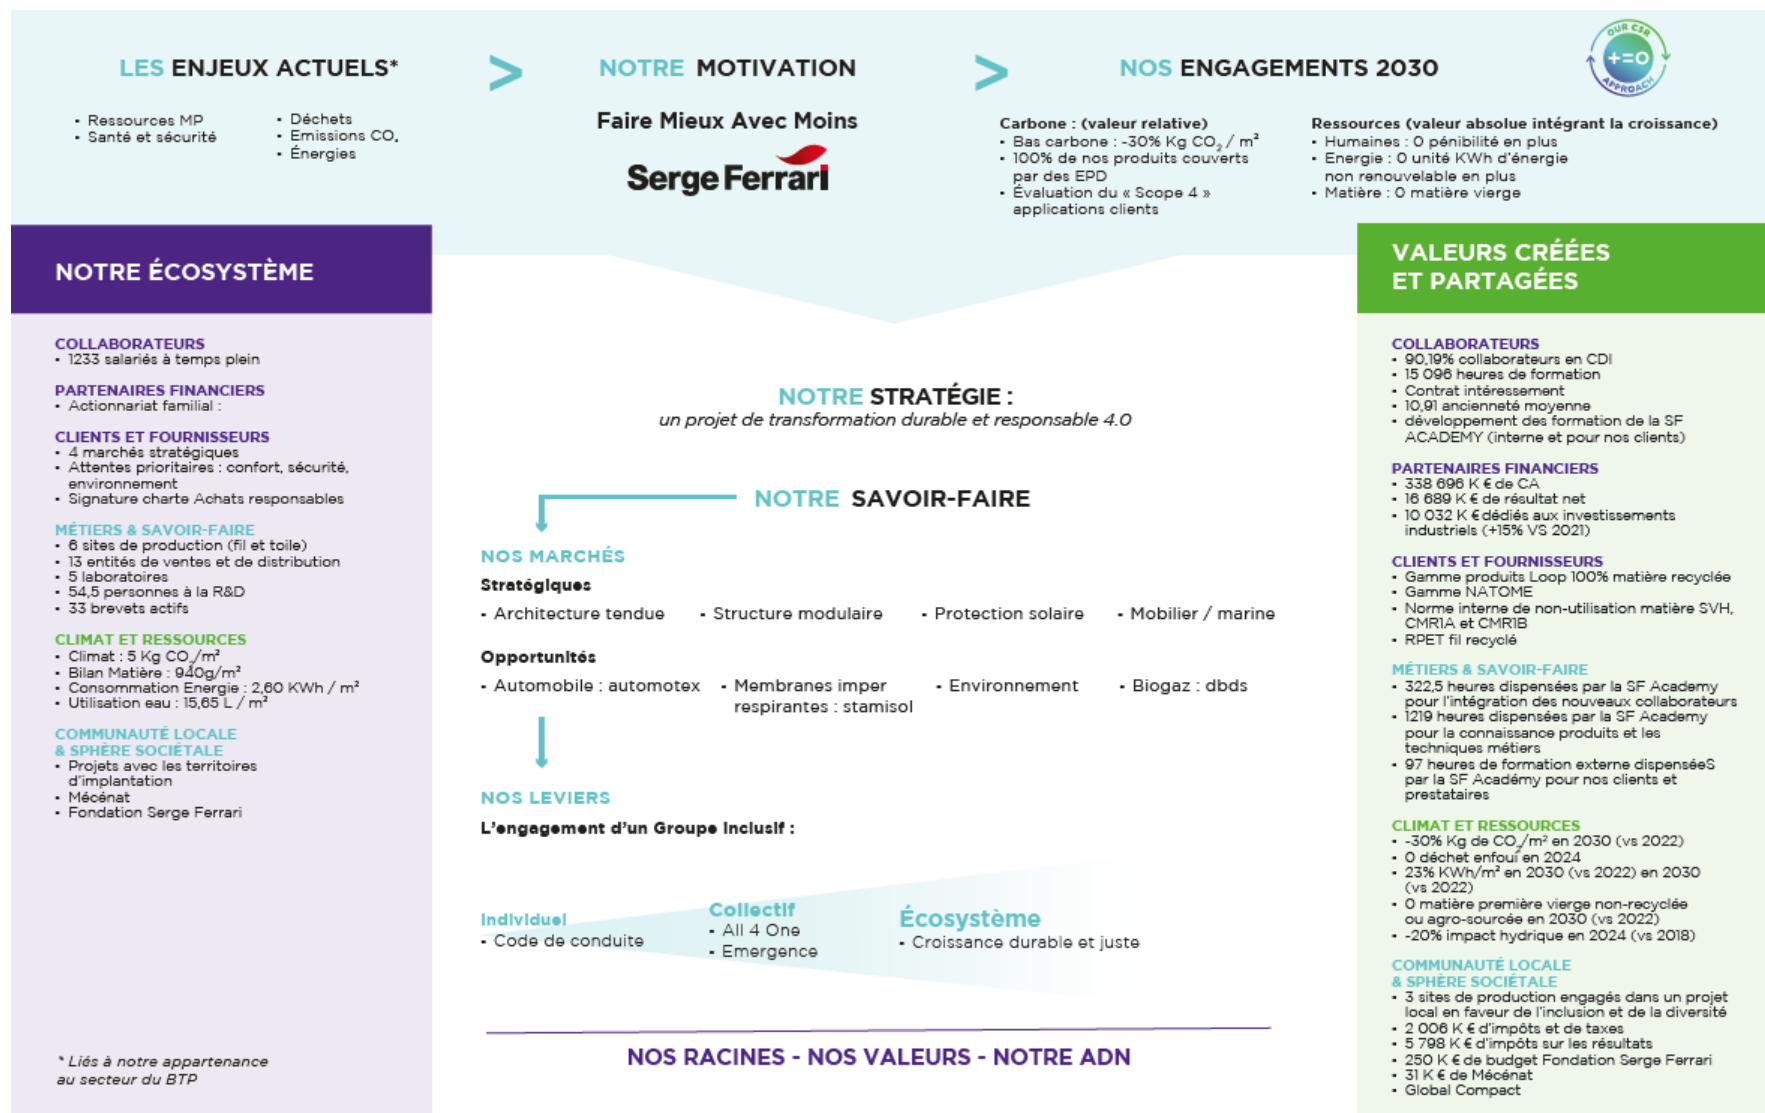 LES ENJEUX ACTUELS*
• Ressources MP
• Santé et sécurité
• Déchets
• Emissions CO,
• Énergies
>
NOTRE MOTIVATION
Faire Mieux Avec Moins
Serge Ferrari
>
NOS ENGAGEMENTS 2030
Carbone : (valeur relative)
• Bas carbone : -30% Kg CO2 / m²
• 100% de nos produits couverts
par des EPD
• Évaluation du « Scope 4 »
applications clients
Ressources (valeur absolue intégrant la croissance)
• Humaines : 0 pénibilité en plus
• Energie : 0 unité KWh d'énergie
non renouvelable en plus
• Matière : 0 matière vierge
OUR CSR
+=0
APPROACH
NOTRE ÉCOSYSTÈME
COLLABORATEURS
• 1233 salariés à temps plein
PARTENAIRES FINANCIERS
• Actionnariat familial :
CLIENTS ET FOURNISSEURS
• 4 marchés stratégiques
• Attentes prioritaires : confort, sécurité,
environnement
• Signature charte Achats responsables
MÉTIERS & SAVOIR-FAIRE
• 6 sites de production (fil et toile)
• 13 entités de ventes et de distribution
• 5 laboratoires
• 54,5 personnes à la R&D
• 33 brevets actifs
CLIMAT ET RESSOURCES
• Climat : 5 Kg CO2/m²
• Bilan Matière : 940g/m²
• Consommation Energie : 2,60 KWh / m²
• Utilisation eau : 15,65 L / m²
COMMUNAUTÉ LOCALE
& SPHÈRE SOCIÉTALE
• Projets avec les territoires
d'implantation
• Mécénat
• Fondation Serge Ferrari
* Liés à notre appartenance
au secteur du BTP
NOTRE STRATÉGIE :
un projet de transformation durable et responsable 4.0
NOTRE SAVOIR-FAIRE
NOS MARCHÉS
Stratégiques
• Architecture tendue • Structure modulaire • Protection solaire • Mobilier / marine
Opportunités
• Automobile : automotex • Membranes imper • Environnement • Biogaz : dbds
respirantes : stamisol
NOS LEVIERS
L'engagement d'un Groupe Inclusif :
Individuel
• Code de conduite
Collectif
• All 4 One
• Emergence
Écosystème
• Croissance durable et juste
NOS RACINES - NOS VALEURS - NOTRE ADN
VALEURS CRÉÉES
ET PARTAGÉES
COLLABORATEURS
• 90,19% collaborateurs en CDI
• 15 096 heures de formation
• Contrat intéressement
• 10,91 ancienneté moyenne
• développement des formation de la SF
ACADEMY (interne et pour nos clients)
PARTENAIRES FINANCIERS
• 338 696 K € de CA
• 16 689 K € de résultat net
• 10 032 K € dédiés aux investissements
industriels (+15% VS 2021)
CLIENTS ET FOURNISSEURS
• Gamme produits Loop 100% matière recyclée
• Gamme NATOME
• Norme interne de non-utilisation matière SVH,
CMR1A et CMR1B
• RPET fil recyclé
MÉTIERS & SAVOIR-FAIRE
• 322,5 heures dispensées par la SF Academy
pour l'intégration des nouveaux collaborateurs
• 1219 heures dispensées par la SF Academy
pour la connaissance produits et les
techniques métiers
• 97 heures de formation externe dispenséeS
par la SF Acadêmy pour nos clients et
prestataires
CLIMAT ET RESSOURCES
• -30% Kg de CO2/m² en 2030 (vs 2022)
• 0 déchet enfoui en 2024
• 23% KWh/m² en 2030 (vs 2022) en 2030
(vs 2022)
• 0 matière première vierge non-recyclée
ou agro-sourcée en 2030 (vs 2022)
• -20% impact hydrique en 2024 (vs 2018)
COMMUNAUTÉ LOCALE
& SPHÈRE SOCIÉTALE
• 3 sites de production engagés dans un projet
local en faveur de l'inclusion et de la diversité
• 2 006 K € d'impôts et de taxes
• 5 798 K € d'impôts sur les résultats
• 250 K € de budget Fondation Serge Ferrari
• 31 K € de Mécénat
• Global Compact